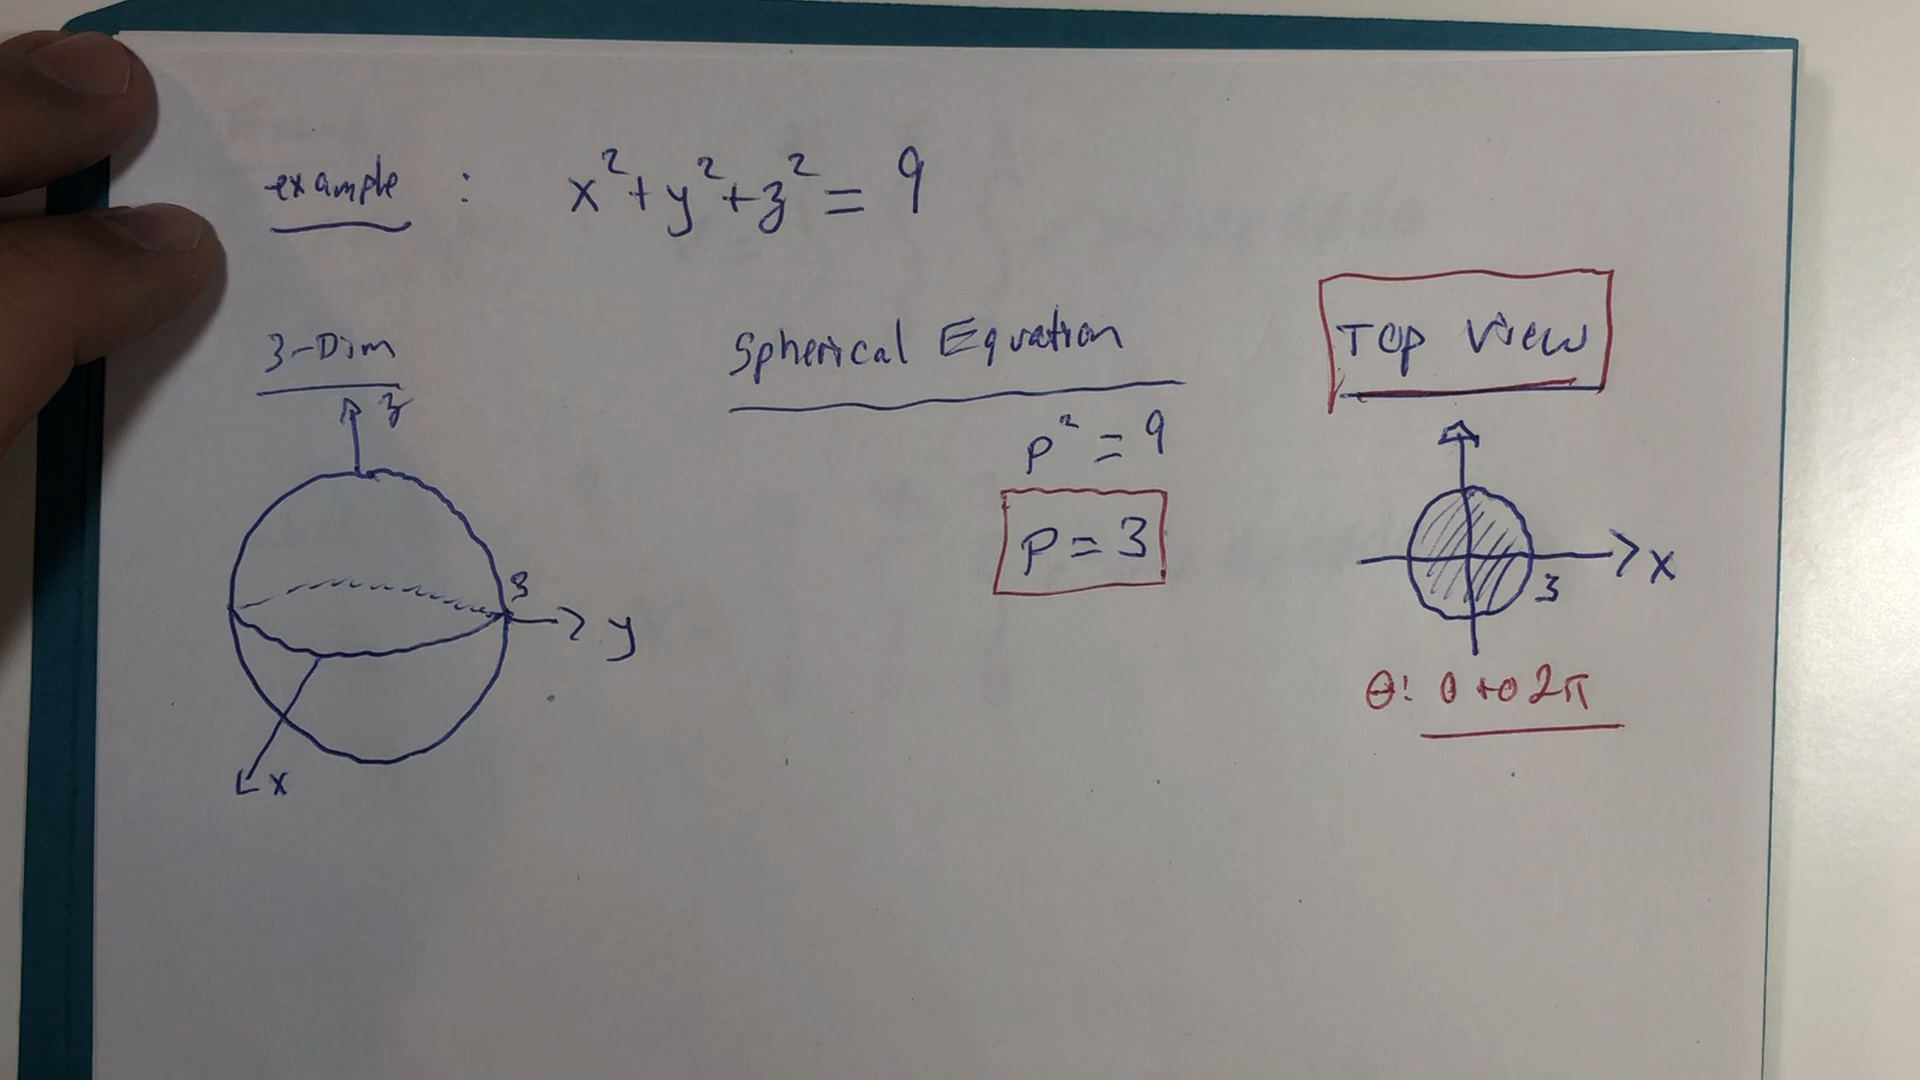 example : x²+y²+z²=9
3-Dim
z
3
y
x
Spherical Equation
ρ²=9
ρ=3
Top View
x
3
θ: 0 to 2π